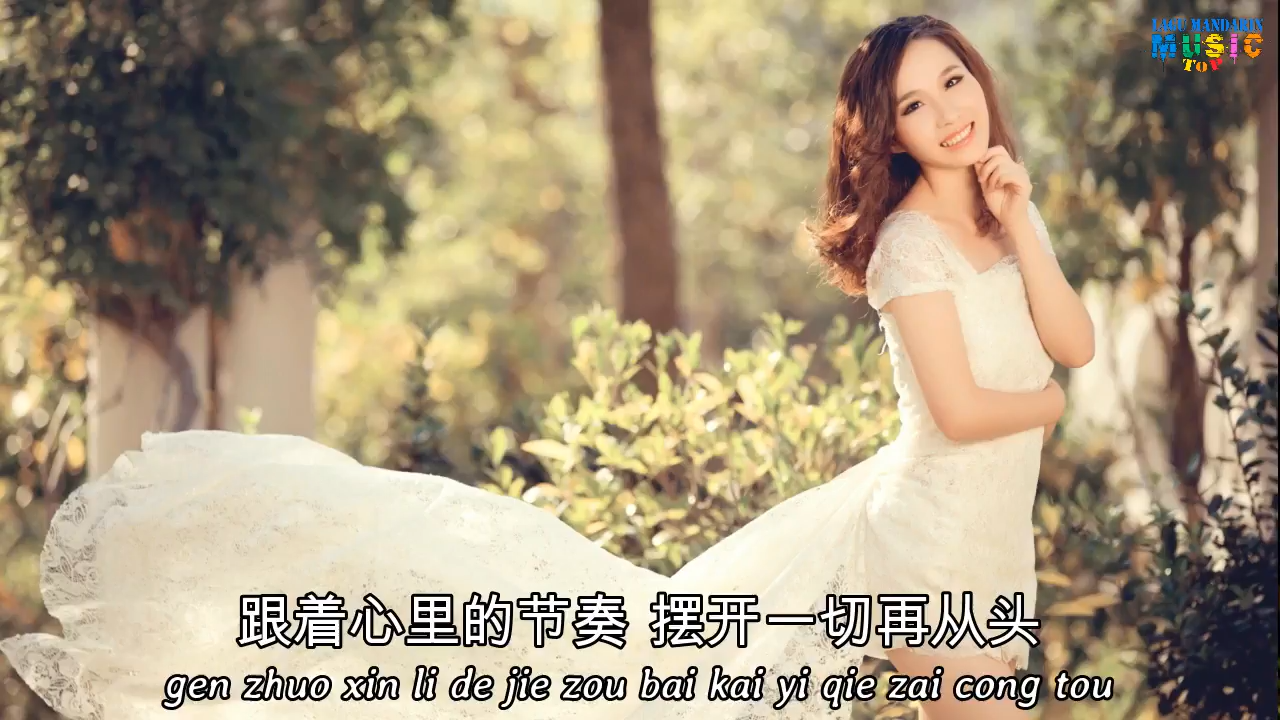 LAGU MANDARIN
MUSIC
ToP
跟着心里的节奏 摆开一切再从头
gen zhuo xin li de jie zou bai kai yi qie zai cong tou